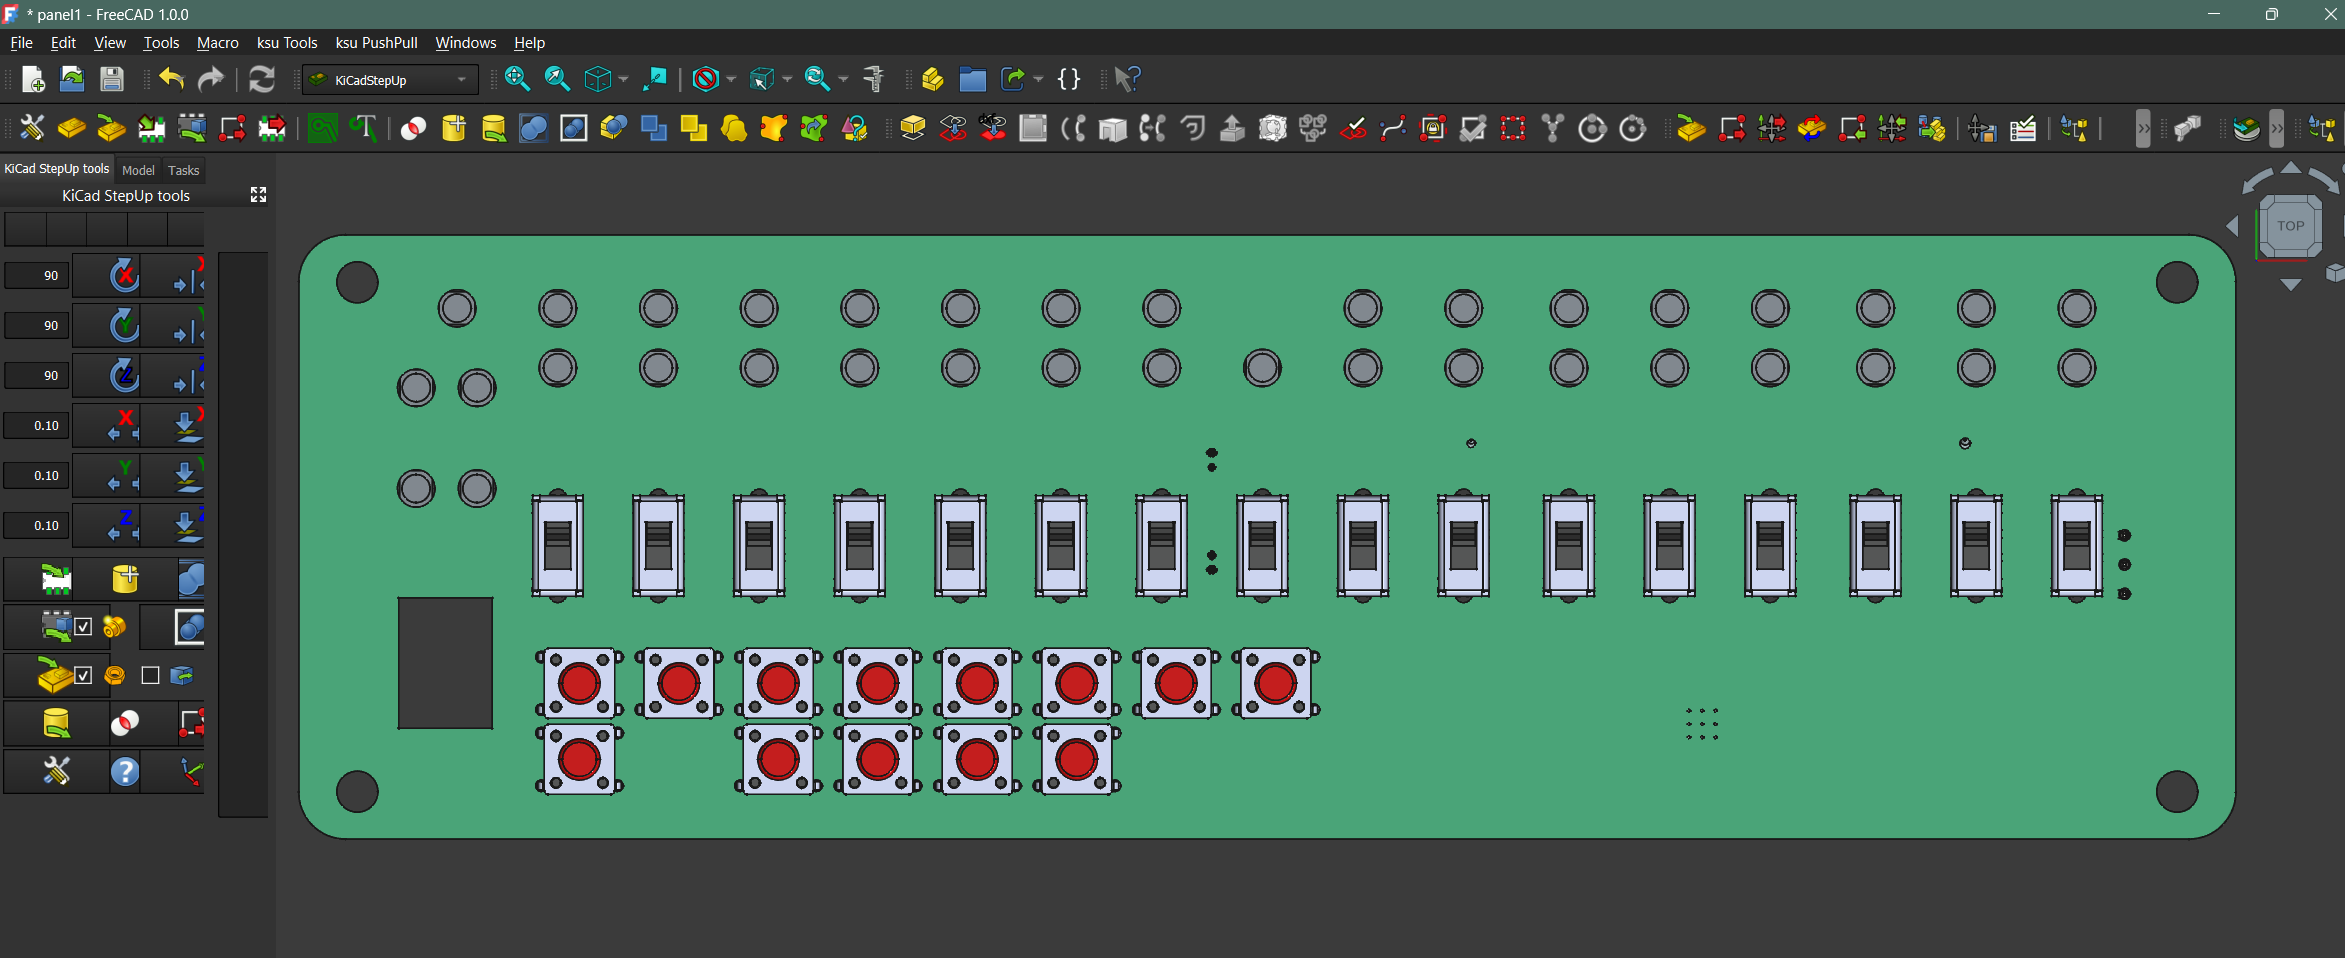 * panel1 - FreeCAD 1.0.0
File Edit View Tools Macro ksu Tools ksu PushPull Windows Help
KiCadStepUp
KiCad StepUp tools Model Tasks
KiCad StepUp tools
TOP
90 X X
90 Y Y
90 Z Z
0.10 X X
0.10 Y Y
0.10 Z Z